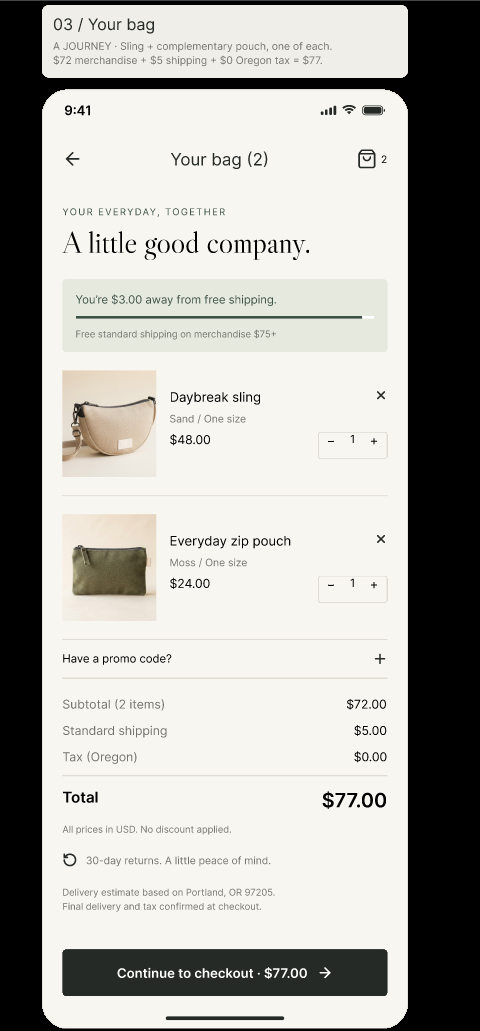 03 / Your bag
A JOURNEY · Sling + complementary pouch, one of each.
$72 merchandise + $5 shipping + $0 Oregon tax = $77.
9:41
Your bag (2)
2
YOUR EVERYDAY, TOGETHER
A little good company.
You're $3.00 away from free shipping.
Free standard shipping on merchandise $75+
Daybreak sling
Sand / One size
$48.00
− 1 +
Everyday zip pouch
Moss / One size
$24.00
− 1 +
Have a promo code?
Subtotal (2 items) $72.00
Standard shipping $5.00
Tax (Oregon) $0.00
Total $77.00
All prices in USD. No discount applied.
30-day returns. A little peace of mind.
Delivery estimate based on Portland, OR 97205.
Final delivery and tax confirmed at checkout.
Continue to checkout · $77.00 →